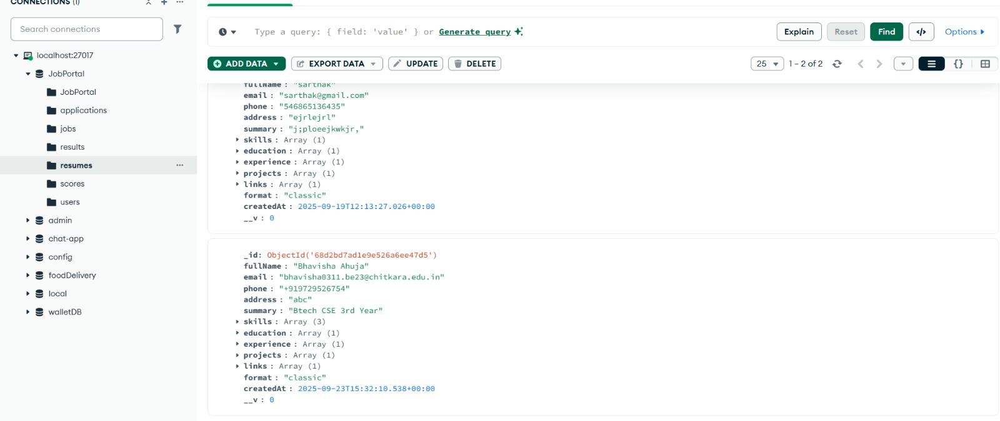 CONNECTIONS (1)
Search connections
localhost:27017
JobPortal
JobPortal
applications
jobs
results
resumes
scores
users
admin
chat-app
config
foodDelivery
local
walletDB
Type a query: { field: 'value' } or Generate query
Explain
Reset
Find
</>
Options
ADD DATA
EXPORT DATA
UPDATE
DELETE
25
1 – 2 of 2
{}
fullName : "sarthak"
email : "sarthak@gmail.com"
phone : "546865136435"
address : "ejrlejrl"
summary : "j;ploeejkwkjr,"
skills : Array (1)
education : Array (1)
experience : Array (1)
projects : Array (1)
links : Array (1)
format : "classic"
createdAt : 2025-09-19T12:13:27.026+00:00
__v : 0
_id: ObjectId('68d2bd7ad1e9e526a6ee47d5')
fullName : "Bhavisha Ahuja"
email : "bhavisha0311.be23@chitkara.edu.in"
phone : "+919729526754"
address : "abc"
summary : "Btech CSE 3rd Year"
skills : Array (3)
education : Array (1)
experience : Array (1)
projects : Array (1)
links : Array (1)
format : "classic"
createdAt : 2025-09-23T15:32:10.538+00:00
__v : 0